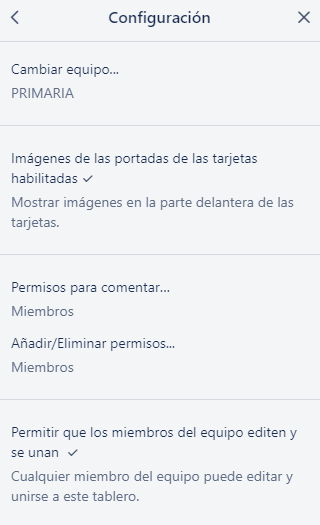 Configuración
Cambiar equipo...
PRIMARIA
Imágenes de las portadas de las tarjetas
habilitadas ✓
Mostrar imágenes en la parte delantera de las
tarjetas.
Permisos para comentar...
Miembros
Añadir/Eliminar permisos...
Miembros
Permitir que los miembros del equipo editen y
se unan ✓
Cualquier miembro del equipo puede editar y
unirse a este tablero.